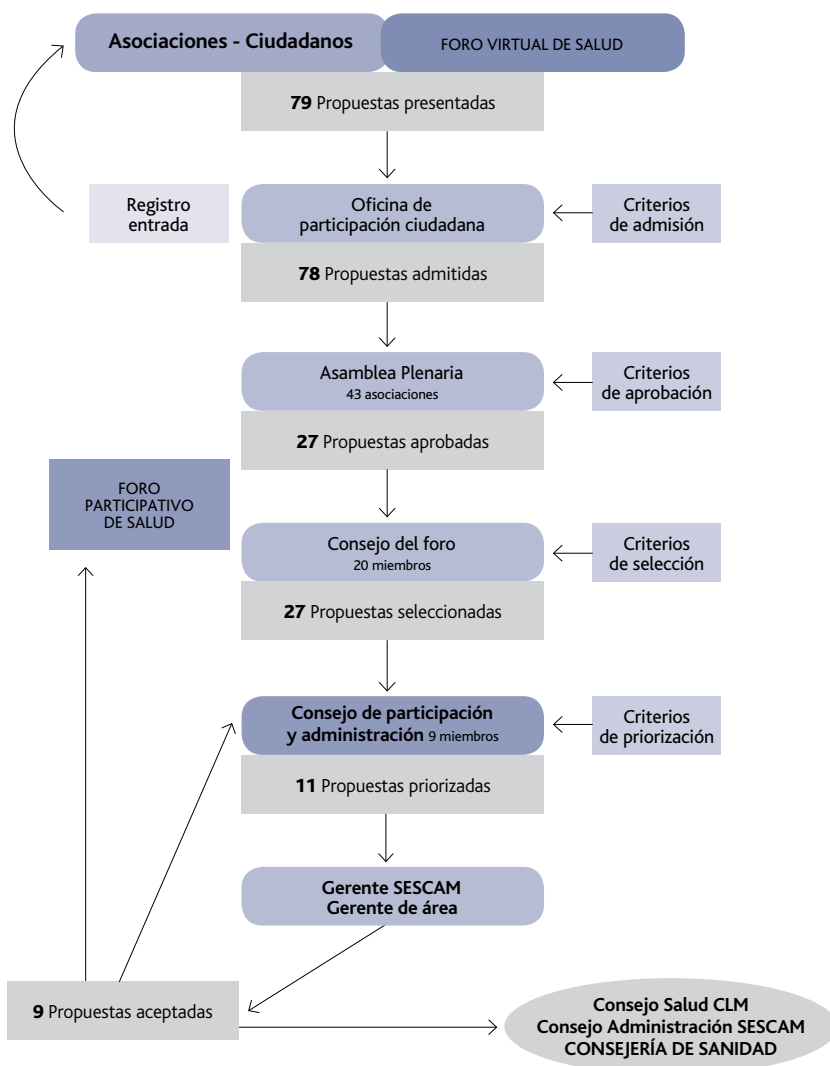 Asociaciones - Ciudadanos
FORO VIRTUAL DE SALUD
79 Propuestas presentadas
Registro
entrada
Oficina de
participación ciudadana
Criterios
de admisión
78 Propuestas admitidas
Asamblea Plenaria
43 asociaciones
Criterios
de aprobación
27 Propuestas aprobadas
FORO
PARTICIPATIVO
DE SALUD
Consejo del foro
20 miembros
Criterios
de selección
27 Propuestas seleccionadas
Consejo de participación
y administración 9 miembros
Criterios
de priorización
11 Propuestas priorizadas
Gerente SESCAM
Gerente de área
9 Propuestas aceptadas
Consejo Salud CLM
Consejo Administración SESCAM
CONSEJERÍA DE SANIDAD